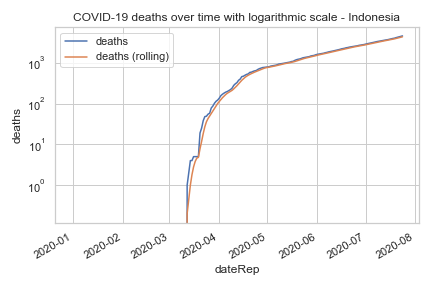 COVID-19 deaths over time with logarithmic scale - Indonesia
deaths
deaths (rolling)
10³
10²
10¹
10⁰
deaths
2020-01
2020-02
2020-03
2020-04
2020-05
2020-06
2020-07
2020-08
dateRep